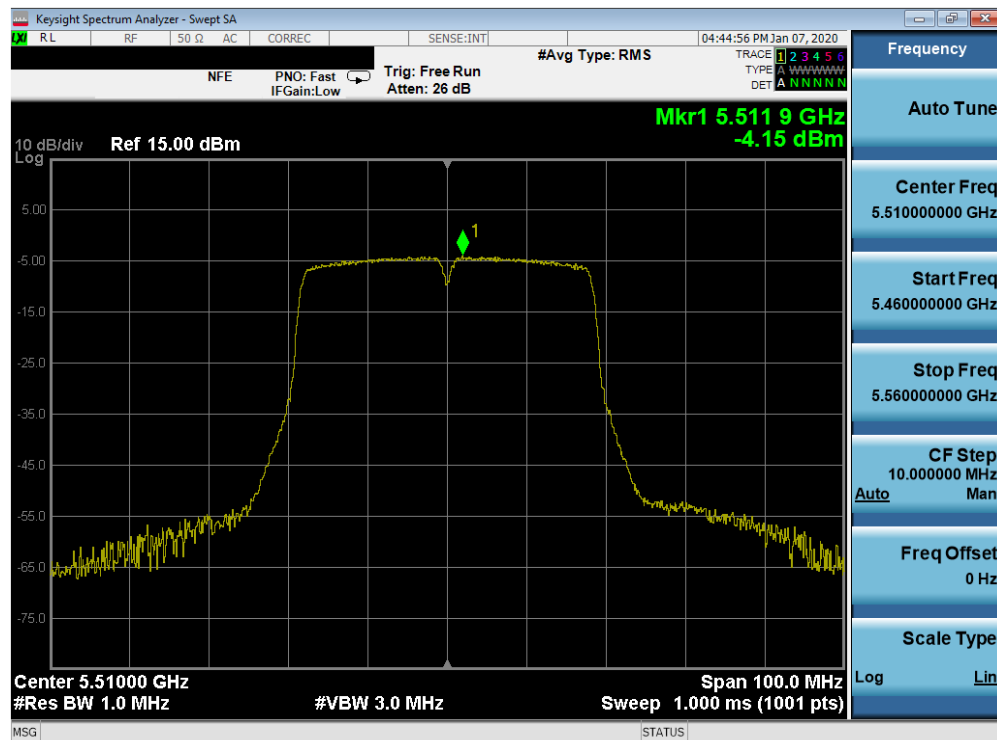 Keysight Spectrum Analyzer - Swept SA
LXI RL RF 50 Ω AC CORREC SENSE:INT 04:44:56 PM Jan 07, 2020
NFE PNO: Fast Trig: Free Run #Avg Type: RMS TRACE 1 2 3 4 5 6
IFGain:Low Atten: 26 dB TYPE A WWWWW
DET A N N N N N
Mkr1 5.511 9 GHz
-4.15 dBm
10 dB/div Ref 15.00 dBm
Log
1
5.00
-5.00
-15.0
-25.0
-35.0
-45.0
-55.0
-65.0
-75.0
Center 5.51000 GHz Span 100.0 MHz
#Res BW 1.0 MHz #VBW 3.0 MHz Sweep 1.000 ms (1001 pts)
MSG STATUS
Frequency
Auto Tune
Center Freq
5.510000000 GHz
Start Freq
5.460000000 GHz
Stop Freq
5.560000000 GHz
CF Step
10.000000 MHz
Auto Man
Freq Offset
0 Hz
Scale Type
Log Lin